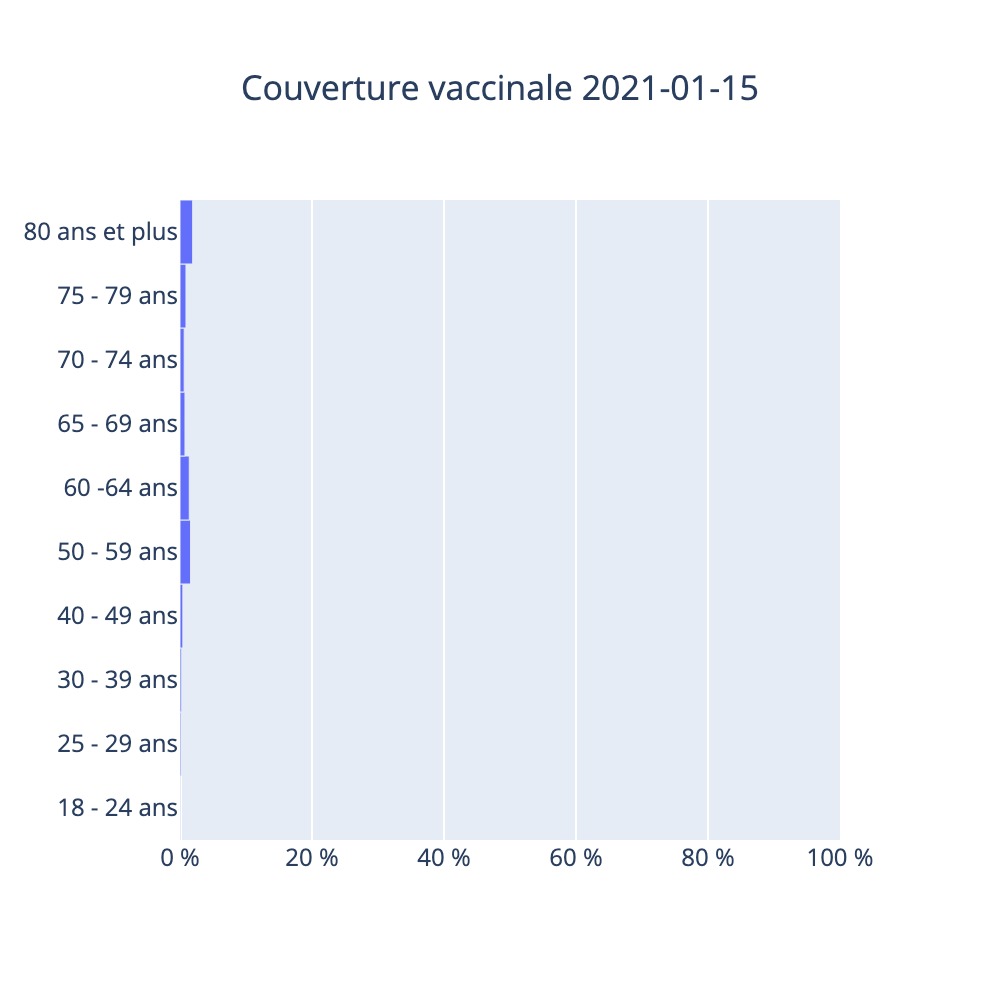 Couverture vaccinale 2021-01-15
80 ans et plus
75 - 79 ans
70 - 74 ans
65 - 69 ans
60 -64 ans
50 - 59 ans
40 - 49 ans
30 - 39 ans
25 - 29 ans
18 - 24 ans
0 % 20 % 40 % 60 % 80 % 100 %